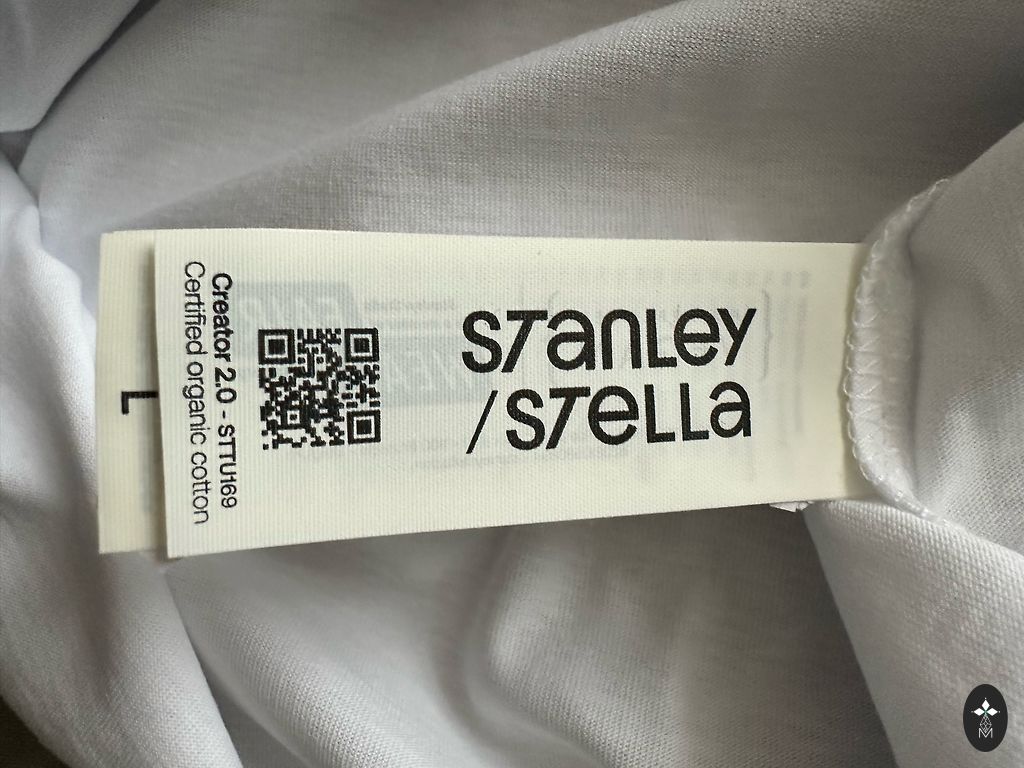 Stanley
/Stella
Creator 2.0 - STTU169
Certified organic cotton
L
M